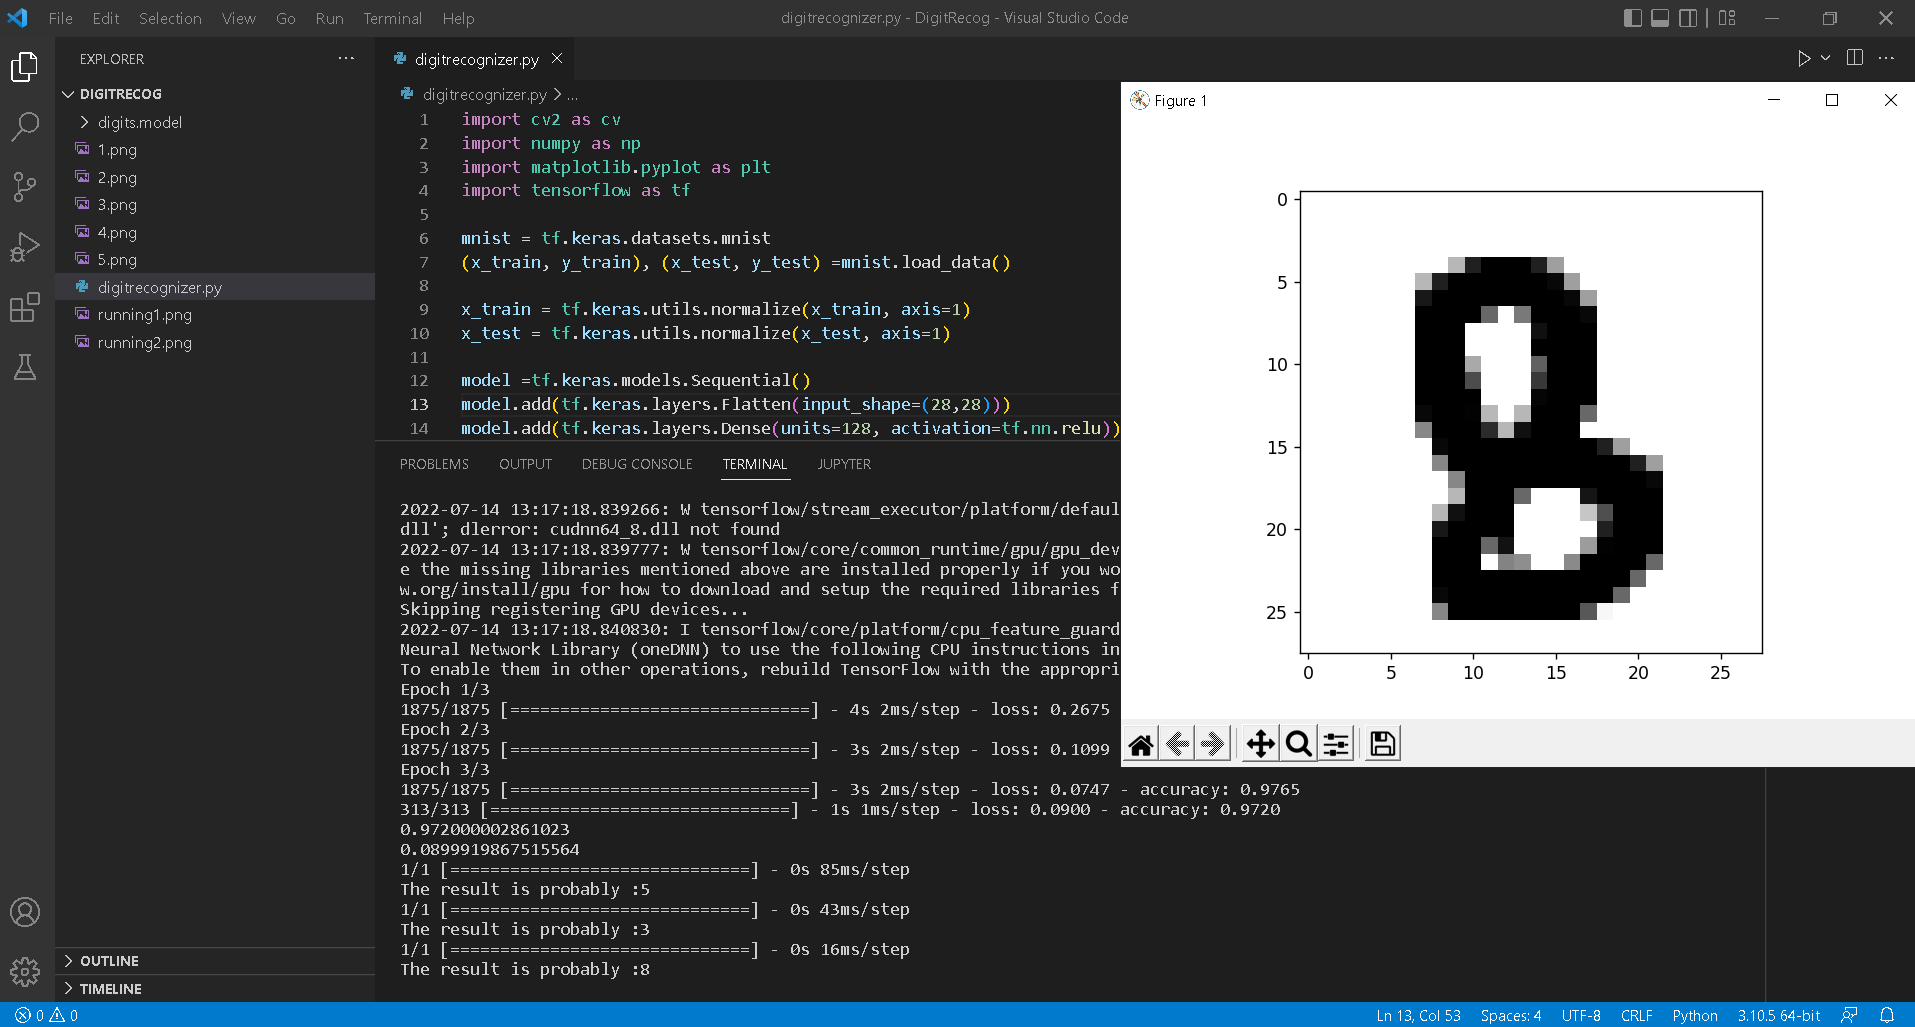 File Edit Selection View Go Run Terminal Help
digitrecognizer.py - DigitRecog - Visual Studio Code
EXPLORER
DIGITRECOG
digits.model
1.png
2.png
3.png
4.png
5.png
digitrecognizer.py
running1.png
running2.png
OUTLINE
TIMELINE
digitrecognizer.py
digitrecognizer.py > ...
1 import cv2 as cv
2 import numpy as np
3 import matplotlib.pyplot as plt
4 import tensorflow as tf
5
6 mnist = tf.keras.datasets.mnist
7 (x_train, y_train), (x_test, y_test) =mnist.load_data()
8
9 x_train = tf.keras.utils.normalize(x_train, axis=1)
10 x_test = tf.keras.utils.normalize(x_test, axis=1)
11
12 model =tf.keras.models.Sequential()
13 model.add(tf.keras.layers.Flatten(input_shape=(28,28)))
14 model.add(tf.keras.layers.Dense(units=128, activation=tf.nn.relu))
PROBLEMS OUTPUT DEBUG CONSOLE TERMINAL JUPYTER
2022-07-14 13:17:18.839266: W tensorflow/stream_executor/platform/defaul
dll'; dlerror: cudnn64_8.dll not found
2022-07-14 13:17:18.839777: W tensorflow/core/common_runtime/gpu/gpu_dev
e the missing libraries mentioned above are installed properly if you wo
w.org/install/gpu for how to download and setup the required libraries f
Skipping registering GPU devices...
2022-07-14 13:17:18.840830: I tensorflow/core/platform/cpu_feature_guard
Neural Network Library (oneDNN) to use the following CPU instructions in
To enable them in other operations, rebuild TensorFlow with the appropri
Epoch 1/3
1875/1875 [==============================] - 4s 2ms/step - loss: 0.2675
Epoch 2/3
1875/1875 [==============================] - 3s 2ms/step - loss: 0.1099
Epoch 3/3
1875/1875 [==============================] - 3s 2ms/step - loss: 0.0747 - accuracy: 0.9765
313/313 [==============================] - 1s 1ms/step - loss: 0.0900 - accuracy: 0.9720
0.972000002861023
0.0899919867515564
1/1 [==============================] - 0s 85ms/step
The result is probably :5
1/1 [==============================] - 0s 43ms/step
The result is probably :3
1/1 [==============================] - 0s 16ms/step
The result is probably :8
Figure 1
0
5
10
15
20
25
0 5 10 15 20 25
8
0 0
Ln 13, Col 53 Spaces: 4 UTF-8 CRLF Python 3.10.5 64-bit